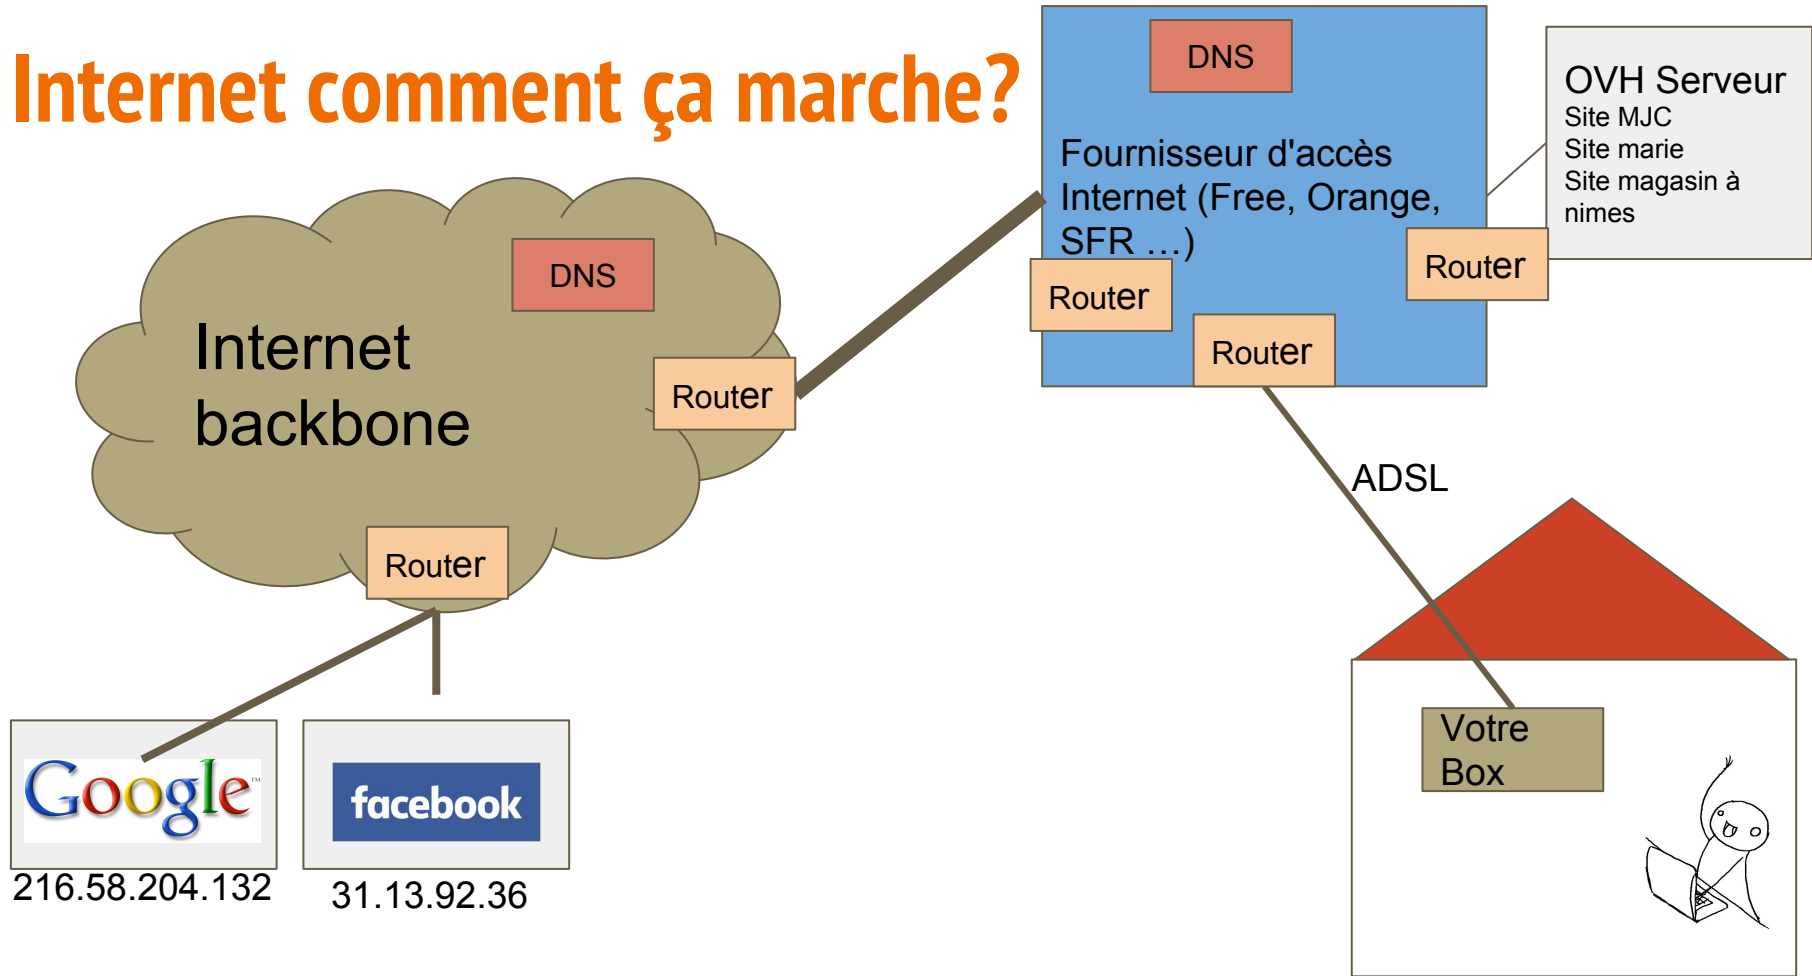 Internet comment ça marche?
DNS
Fournisseur d'accès
Internet (Free, Orange,
SFR ...)
Router
Router
Router
OVH Serveur
Site MJC
Site marie
Site magasin à
nimes
DNS
Internet
backbone
Router
Router
ADSL
Votre
Box
Google™
216.58.204.132
facebook
31.13.92.36